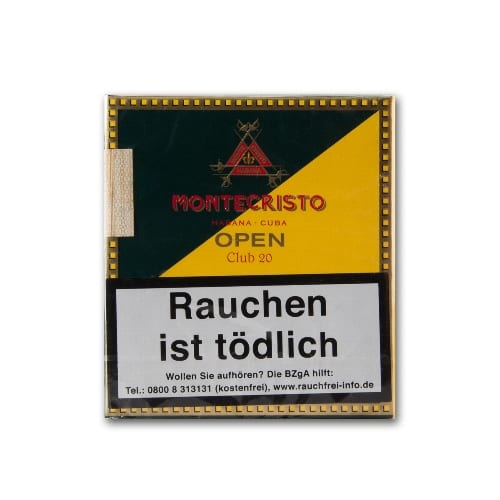 MONTECRISTO
HABANA · CUBA
OPEN
Club 20
Rauchen
ist tödlich
Wollen Sie aufhören? Die BZgA hilft:
Tel.: 0800 8 313131 (kostenfrei), www.rauchfrei-info.de